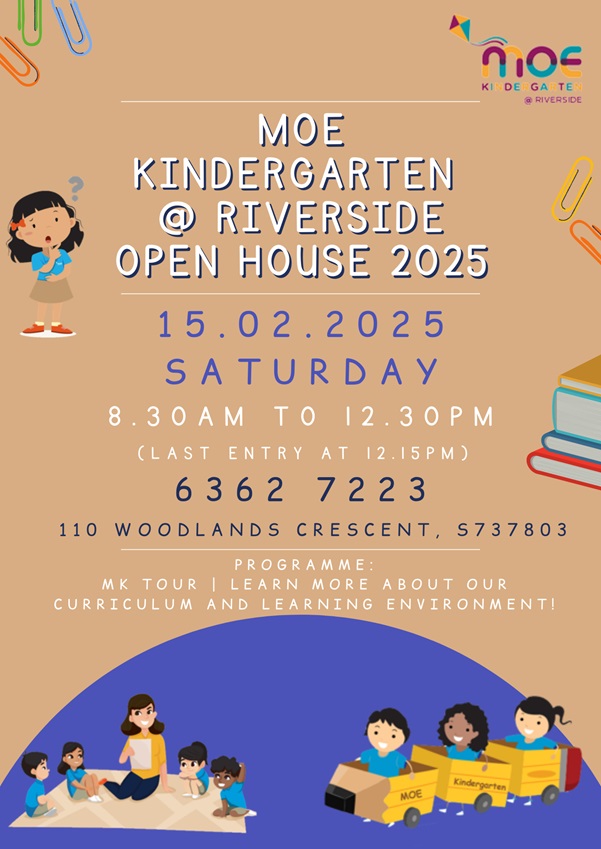 MOE
KINDERGARTEN
@ RIVERSIDE
MOE
KINDERGARTEN
@ RIVERSIDE
OPEN HOUSE 2025
?
15.02.2025
SATURDAY
8.30AM TO 12.30PM
(LAST ENTRY AT 12.15PM)
6362 7223
110 WOODLANDS CRESCENT, S737803
PROGRAMME:
MK TOUR | LEARN MORE ABOUT OUR
CURRICULUM AND LEARNING ENVIRONMENT!
MOE
Kindergarten